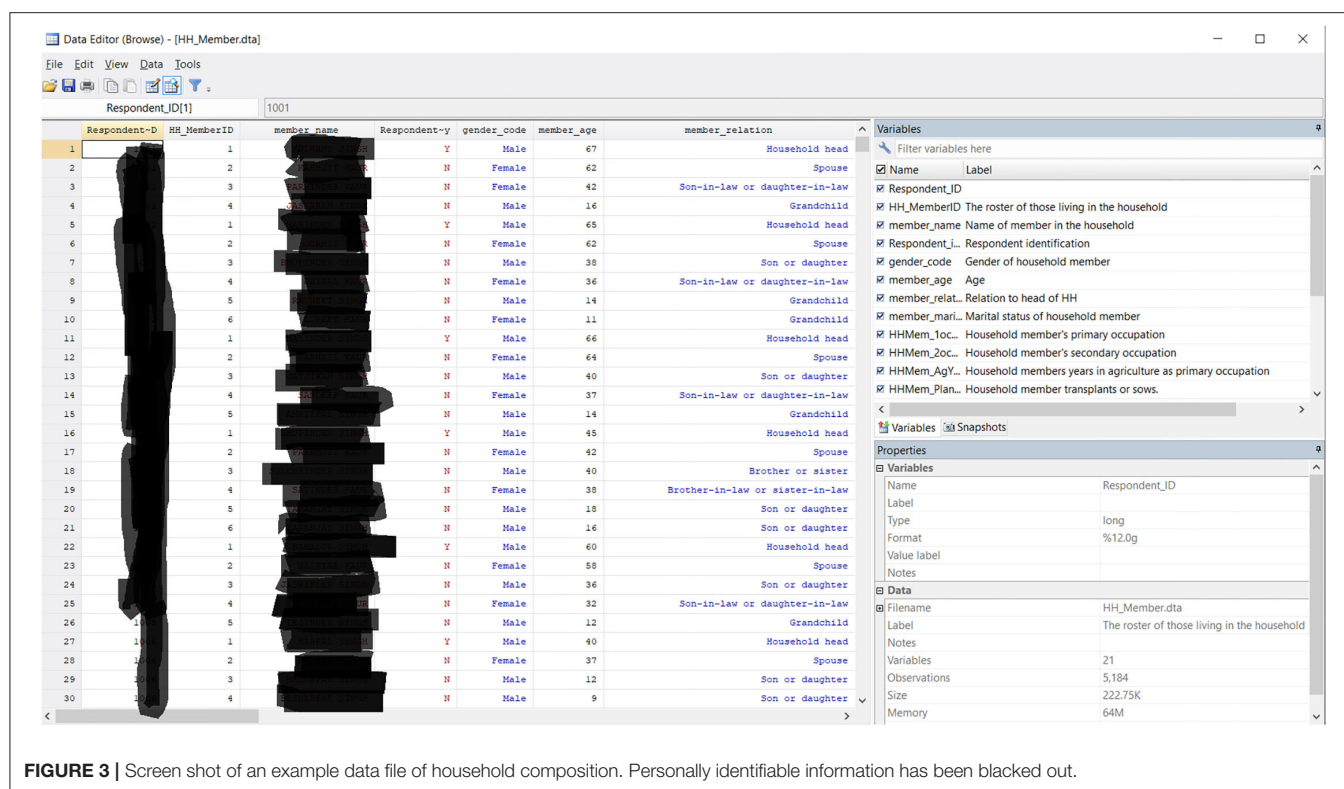 Data Editor (Browse) - [HH_Member.dta]
File Edit View Data Tools
Respondent_ID[1] 1001
Respondent~D HH_MemberID member_name Respondent~y gender_code member_age member_relation
1 1 Y Male 67 Household head
2 2 N Female 62 Spouse
3 3 N Female 42 Son-in-law or daughter-in-law
4 4 N Male 16 Grandchild
5 1 Y Male 65 Household head
6 2 N Female 62 Spouse
7 3 N Male 38 Son or daughter
8 4 N Female 36 Son-in-law or daughter-in-law
9 5 N Male 14 Grandchild
10 6 N Female 11 Grandchild
11 1 Y Male 66 Household head
12 2 N Female 64 Spouse
13 3 N Male 40 Son or daughter
14 4 N Female 37 Son-in-law or daughter-in-law
15 5 N Male 14 Grandchild
16 1 Y Male 45 Household head
17 2 N Female 42 Spouse
18 3 N Male 40 Brother or sister
19 4 N Female 38 Brother-in-law or sister-in-law
20 5 N Male 18 Son or daughter
21 6 N Male 16 Son or daughter
22 1 Y Male 60 Household head
23 2 N Female 58 Spouse
24 3 N Male 36 Son or daughter
25 4 N Female 32 Son-in-law or daughter-in-law
26 5 N Male 12 Grandchild
27 1 Y Male 40 Household head
28 2 N Female 37 Spouse
29 3 N Male 12 Son or daughter
30 4 N Male 9 Son or daughter
Variables
Filter variables here
Name Label
Respondent_ID
HH_MemberID The roster of those living in the household
member_name Name of member in the household
Respondent_i... Respondent identification
gender_code Gender of household member
member_age Age
member_relat... Relation to head of HH
member_mari... Marital status of household member
HHMem_1oc... Household member's primary occupation
HHMem_2oc... Household member's secondary occupation
HHMem_AgY... Household members years in agriculture as primary occupation
HHMem_Plan... Household member transplants or sows.
Variables Snapshots
Properties
Variables
Name Respondent_ID
Label
Type long
Format %12.0g
Value label
Notes
Data
Filename HH_Member.dta
Label The roster of those living in the household
Notes
Variables 21
Observations 5,184
Size 222.75K
Memory 64M
FIGURE 3 | Screen shot of an example data file of household composition. Personally identifiable information has been blacked out.